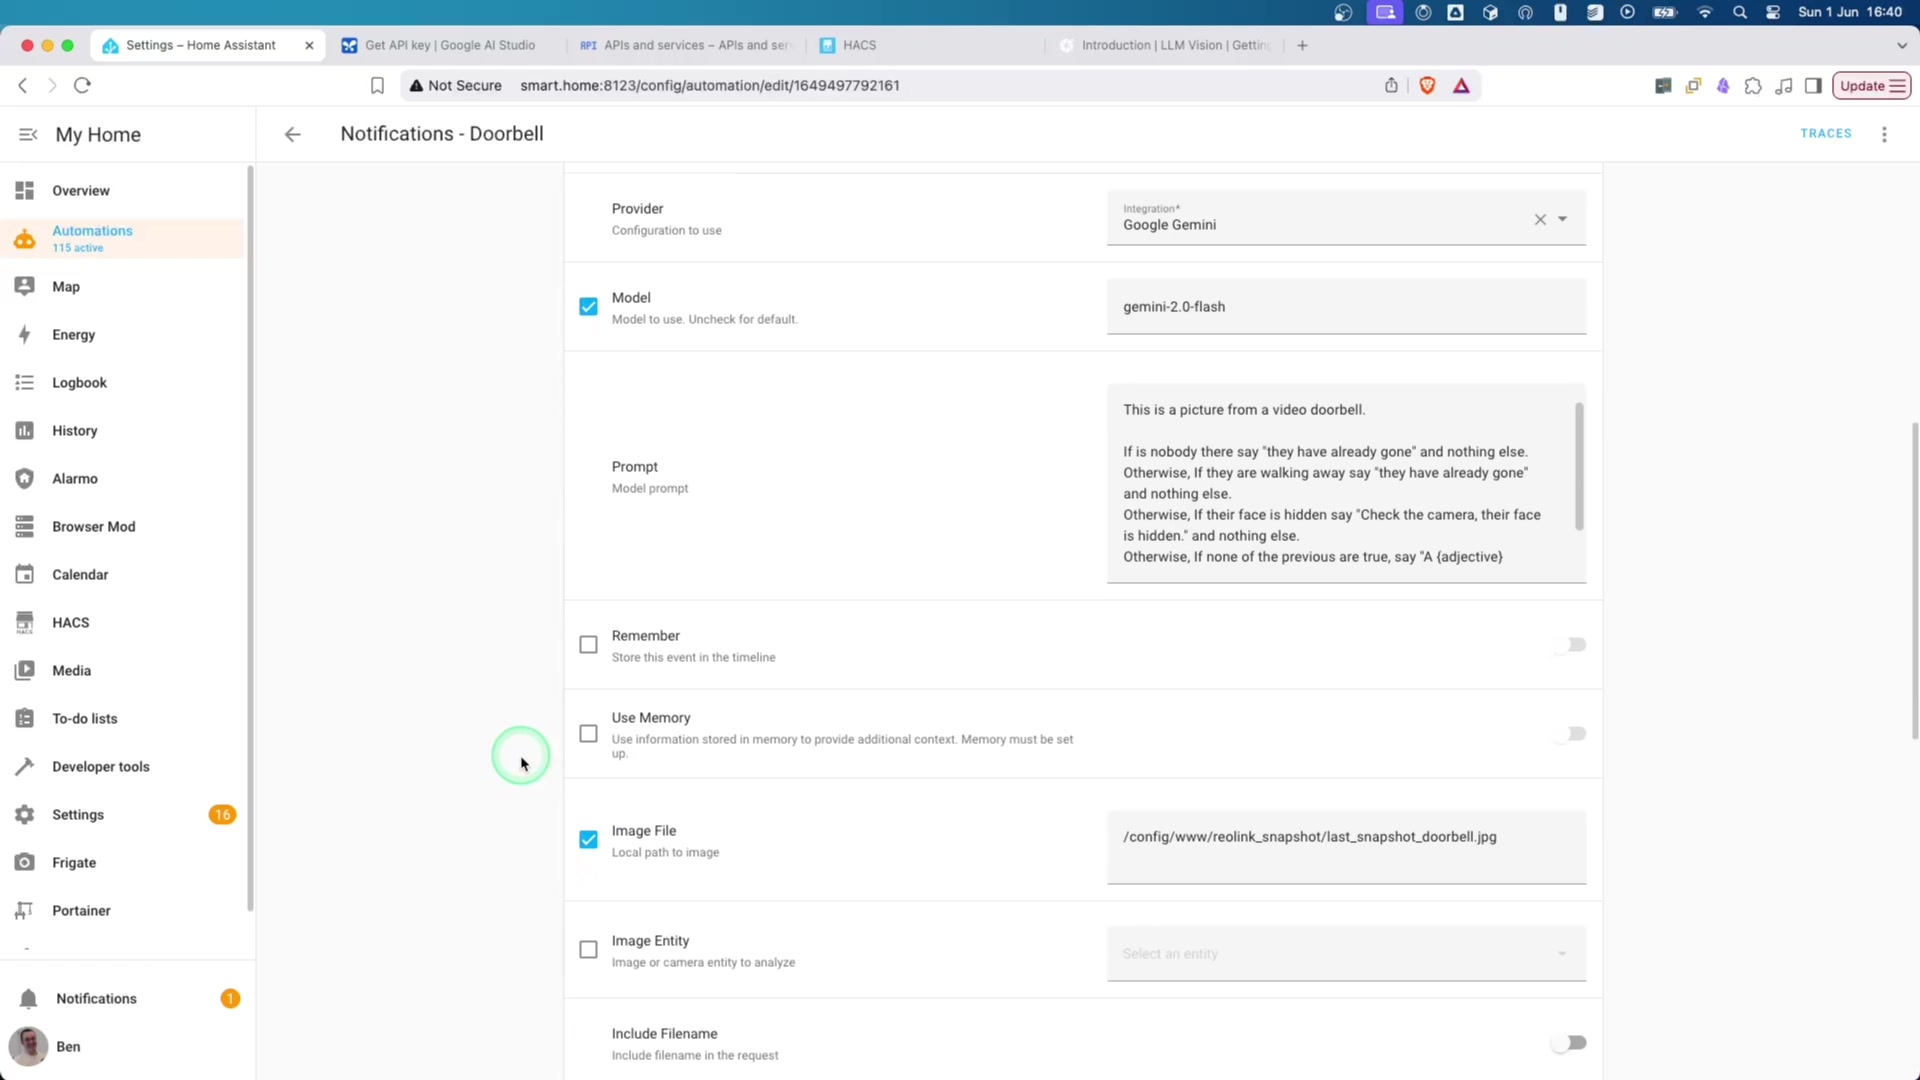 Sun 1 Jun 16:40
Settings – Home Assistant
Get API key | Google AI Studio
API APIs and services – APIs and ser
HACS
Introduction | LLM Vision | Getting
Not Secure smart.home:8123/config/automation/edit/1649497792161
Update
My Home
Notifications - Doorbell
TRACES
Overview
Automations
115 active
Map
Energy
Logbook
History
Alarmo
Browser Mod
Calendar
HACS
Media
To-do lists
Developer tools
Settings 16
Frigate
Portainer
Notifications 1
Ben
Provider
Configuration to use
Integration*
Google Gemini
Model
Model to use. Uncheck for default.
gemini-2.0-flash
Prompt
Model prompt
This is a picture from a video doorbell.
If is nobody there say "they have already gone" and nothing else.
Otherwise, If they are walking away say "they have already gone"
and nothing else.
Otherwise, If their face is hidden say "Check the camera, their face
is hidden." and nothing else.
Otherwise, If none of the previous are true, say "A {adjective}
Remember
Store this event in the timeline
Use Memory
Use information stored in memory to provide additional context. Memory must be set
up.
Image File
Local path to image
/config/www/reolink_snapshot/last_snapshot_doorbell.jpg
Image Entity
Image or camera entity to analyze
Select an entity
Include Filename
Include filename in the request